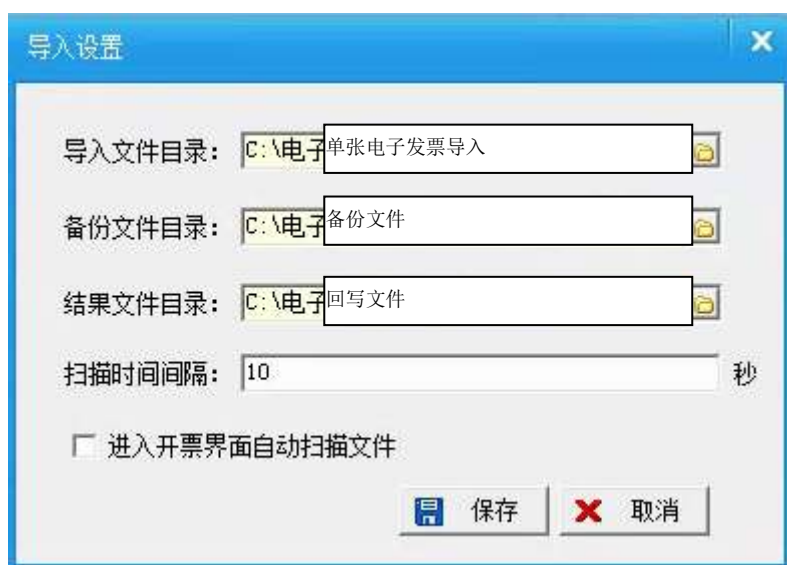 导入设置
导入文件目录： C:\电子单张电子发票导入
备份文件目录： C:\电子备份文件
结果文件目录： C:\电子回写文件
扫描时间间隔： 10 秒
进入开票界面自动扫描文件
保存 取消